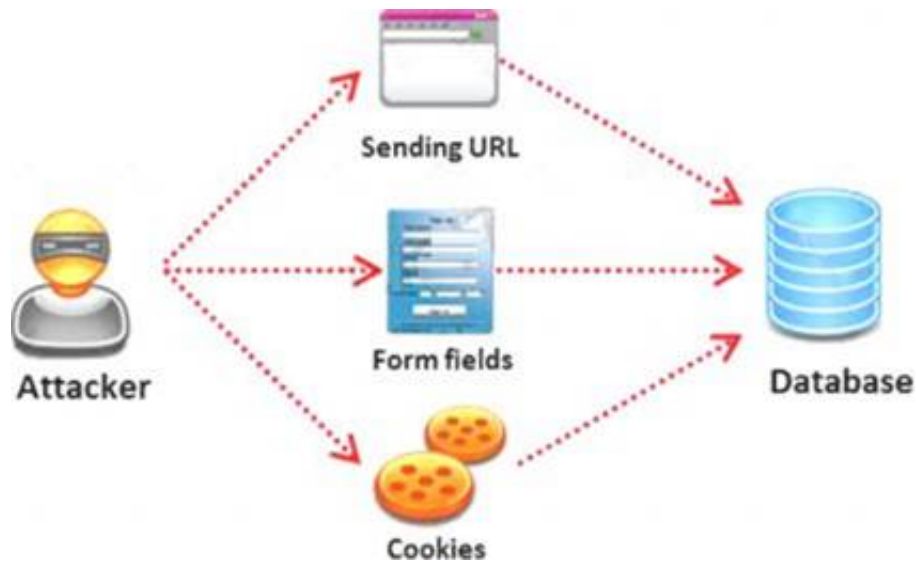 Sending URL
Attacker
Form fields
Database
Cookies